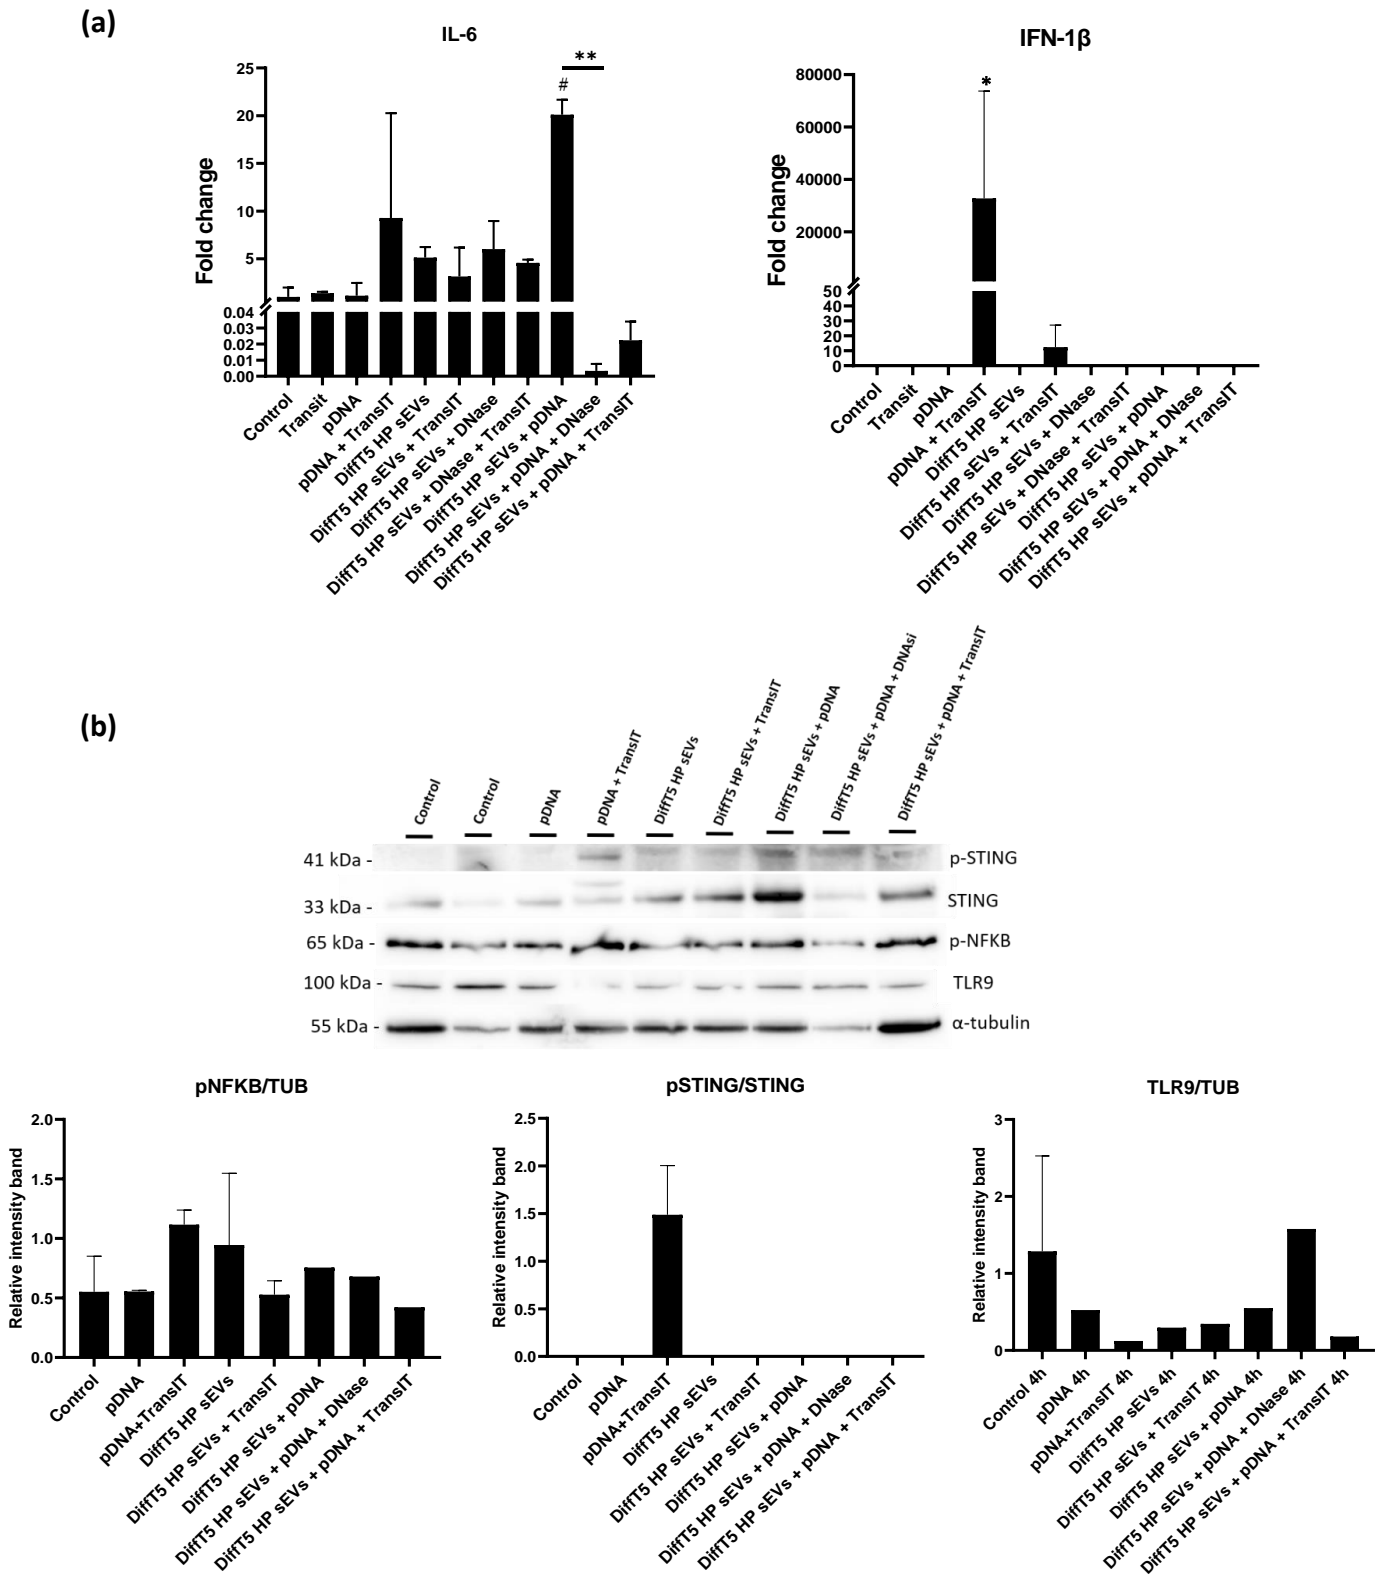 (a)
IL-6
Fold change
25
20
15
10
5
0.04
0.03
0.02
0.01
0.00
**
#
Control
Transit
pDNA
pDNA + TransIT
DiffT5 HP sEVs
DiffT5 HP sEVs + TransIT
DiffT5 HP sEVs + DNase
DiffT5 HP sEVs + DNase + TransIT
DiffT5 HP sEVs + pDNA
DiffT5 HP sEVs + pDNA + DNase
DiffT5 HP sEVs + pDNA + TransIT
IFN-1β
Fold change
80000
60000
40000
20000
50
40
30
20
10
0
*
Control
Transit
pDNA
pDNA + TransIT
DiffT5 HP sEVs
DiffT5 HP sEVs + TransIT
DiffT5 HP sEVs + DNase
DiffT5 HP sEVs + DNase + TransIT
DiffT5 HP sEVs + pDNA
DiffT5 HP sEVs + pDNA + DNase
DiffT5 HP sEVs + pDNA + TransIT
(b)
Control
Control
pDNA
pDNA + TransIT
DiffT5 HP sEVs
DiffT5 HP sEVs + TransIT
DiffT5 HP sEVs + pDNA
DiffT5 HP sEVs + pDNA + DNAsi
DiffT5 HP sEVs + pDNA + TransIT
41 kDa - p-STING
33 kDa - STING
65 kDa - p-NFKB
100 kDa - TLR9
55 kDa - α-tubulin
pNFKB/TUB
Relative intensity band
2.0
1.5
1.0
0.5
0.0
Control
pDNA
pDNA+TransIT
DiffT5 HP sEVs
DiffT5 HP sEVs + TransIT
DiffT5 HP sEVs + pDNA
DiffT5 HP sEVs + pDNA + DNase
DiffT5 HP sEVs + pDNA + TransIT
pSTING/STING
Relative intensity band
2.5
2.0
1.5
1.0
0.5
0.0
Control
pDNA
pDNA+TransIT
DiffT5 HP sEVs
DiffT5 HP sEVs + TransIT
DiffT5 HP sEVs + pDNA
DiffT5 HP sEVs + pDNA + DNase
DiffT5 HP sEVs + pDNA + TransIT
TLR9/TUB
Relative intensity band
3
2
1
0
Control 4h
pDNA 4h
pDNA+TransIT 4h
DiffT5 HP sEVs 4h
DiffT5 HP sEVs + TransIT 4h
DiffT5 HP sEVs + pDNA 4h
DiffT5 HP sEVs + pDNA + DNase 4h
DiffT5 HP sEVs + pDNA + TransIT 4h